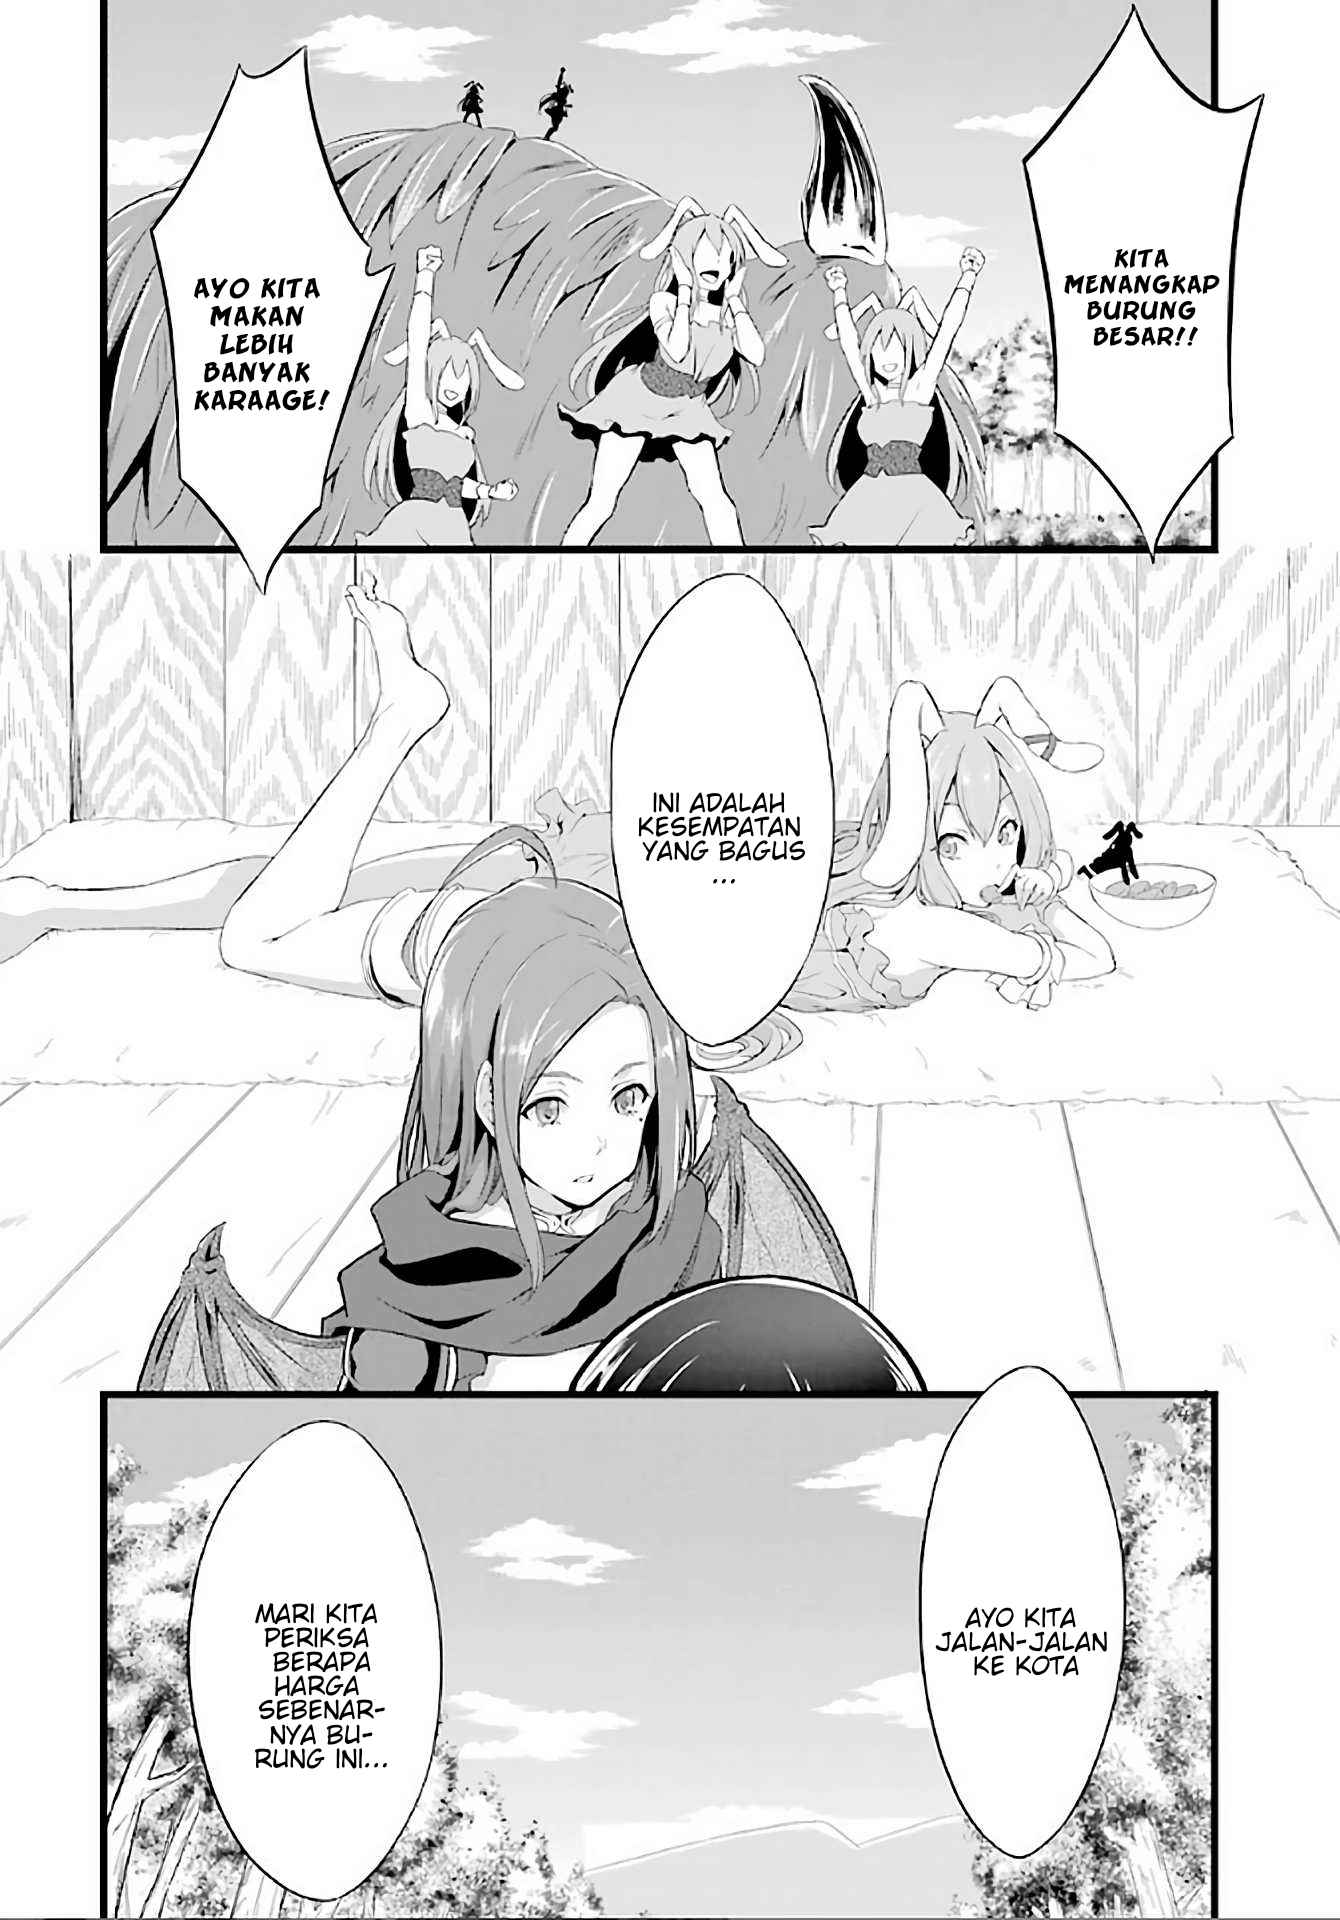 KITA
MENANGKAP
BURUNG
BESAR!!
AYO KITA
MAKAN
LEBIH
BANYAK
KARAAGE!
INI ADALAH
KESEMPATAN
YANG BAGUS
...
AYO KITA
JALAN-JALAN
KE KOTA
MARI KITA
PERIKSA
BERAPA
HARGA
SEBENAR-
NYA BU-
RUNG INI...